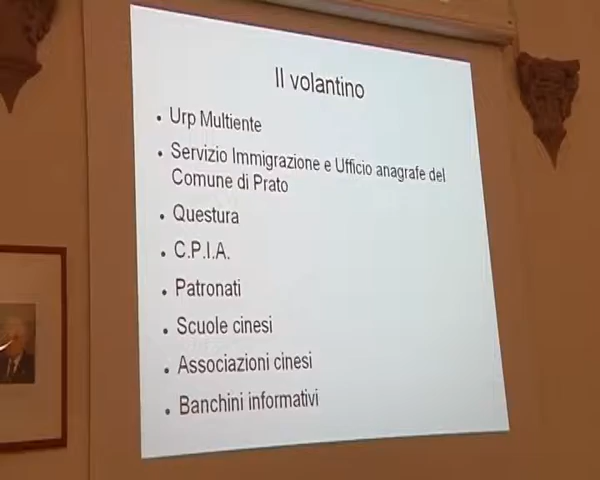 Il volantino
• Urp Multiente
• Servizio Immigrazione e Ufficio anagrafe del
Comune di Prato
• Questura
• C.P.I.A.
• Patronati
• Scuole cinesi
• Associazioni cinesi
• Banchini informativi